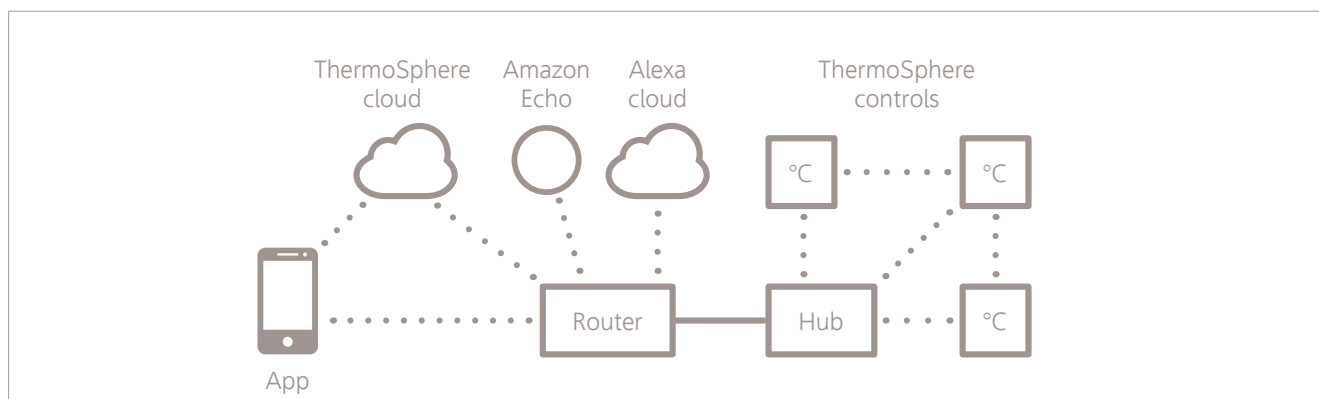 ThermoSphere
cloud
Amazon
Echo
Alexa
cloud
ThermoSphere
controls
°C
°C
Router
Hub
°C
App